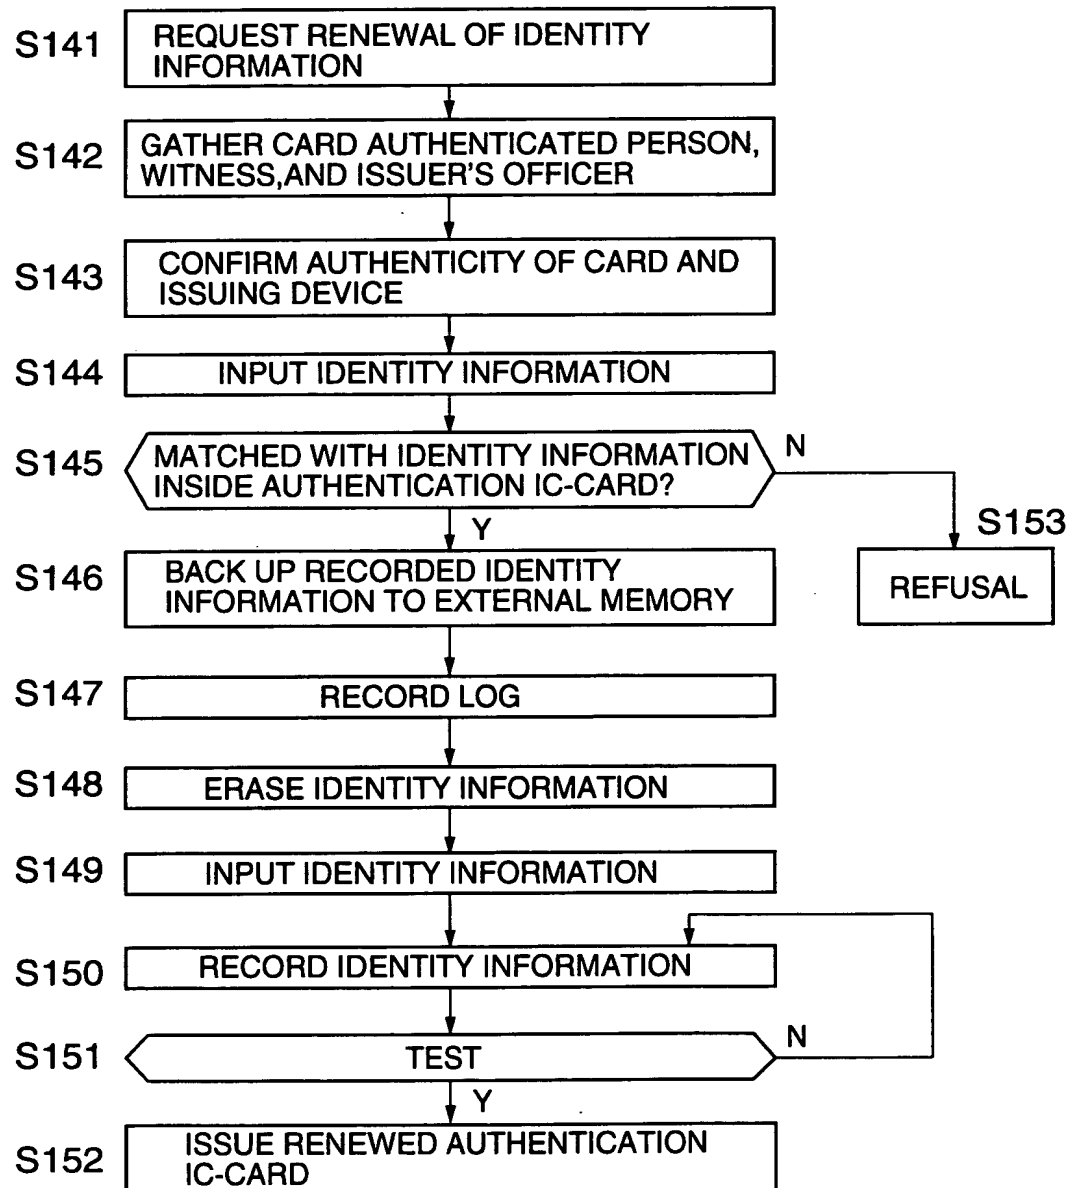 S141
REQUEST RENEWAL OF IDENTITY
INFORMATION
S142
GATHER CARD AUTHENTICATED PERSON,
WITNESS,AND ISSUER'S OFFICER
S143
CONFIRM AUTHENTICITY OF CARD AND
ISSUING DEVICE
S144
INPUT IDENTITY INFORMATION
S145
MATCHED WITH IDENTITY INFORMATION
INSIDE AUTHENTICATION IC-CARD?
N
Y
S153
REFUSAL
S146
BACK UP RECORDED IDENTITY
INFORMATION TO EXTERNAL MEMORY
S147
RECORD LOG
S148
ERASE IDENTITY INFORMATION
S149
INPUT IDENTITY INFORMATION
S150
RECORD IDENTITY INFORMATION
S151
TEST
N
Y
S152
ISSUE RENEWED AUTHENTICATION
IC-CARD